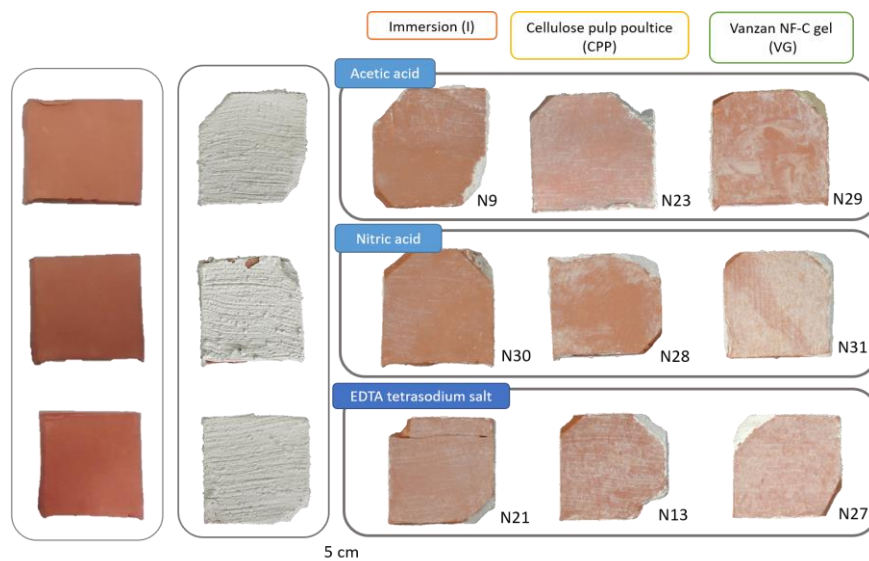 Immersion (I)
Cellulose pulp poultice
(CPP)
Vanzan NF-C gel
(VG)
Acetic acid
N9
N23
N29
Nitric acid
N30
N28
N31
EDTA tetrasodium salt
N21
N13
N27
5 cm